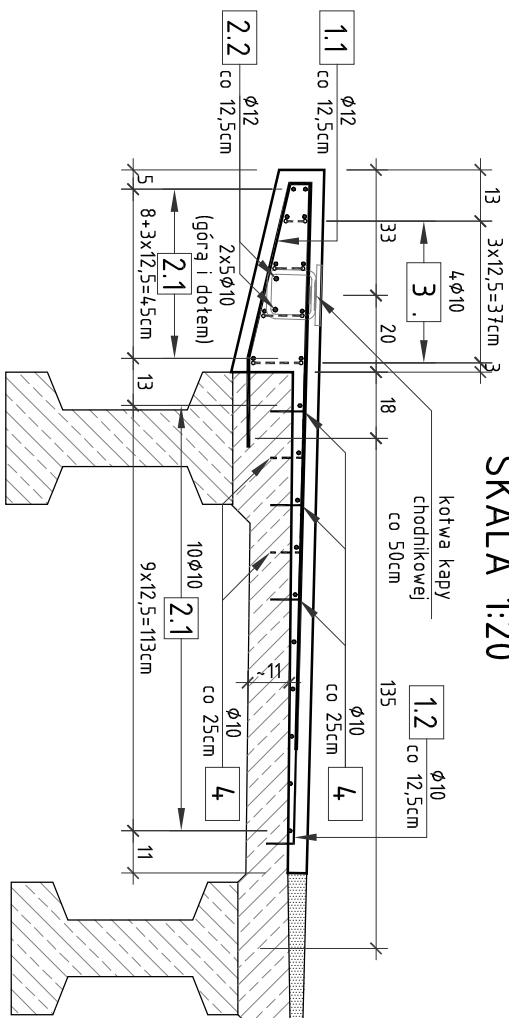 SKALA 1:20
13
3x12,5=37cm
3
4Ø10
3.
33
20
18
135
1.1
Ø12
co 12,5cm
kotwa kapy
chodnikowej
co 50cm
1.2
Ø10
co 12,5cm
Ø10
co 25cm
4
2.2
Ø12
co 12,5cm
2x5Ø10
(górą i dołem)
2.1
5
8+3x12,5=45cm
13
10Ø10
2.1
9x12,5=113cm
11
~11
Ø10
co 25cm
4